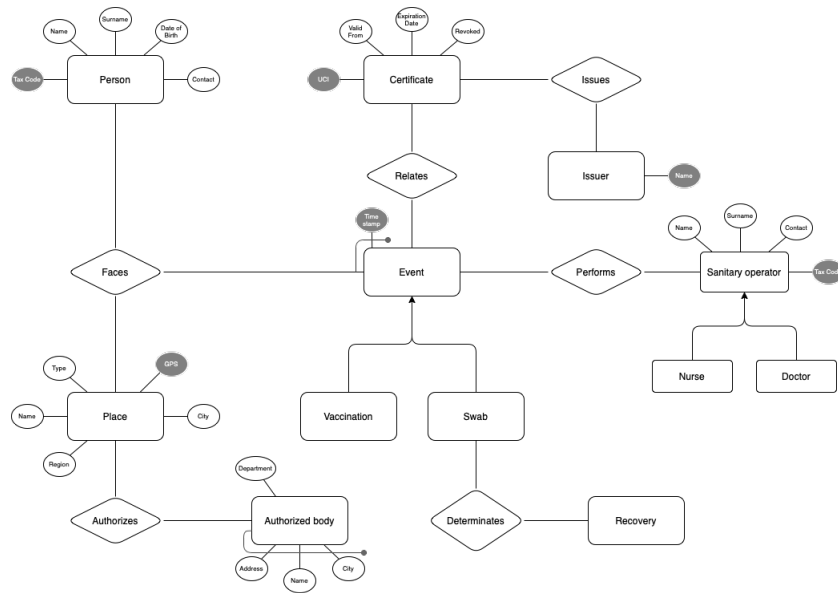 Surname
Name
Date of
Birth
Tax Code
Person
Contact
Expiration
Date
Valid
From
Revoked
UCI
Certificate
Issues
Relates
Issuer
Name
Time
stamp
Surname
Name
Contact
Faces
Event
Performs
Sanitary operator
Tax Code
Type
GPS
Nurse
Doctor
Name
Place
City
Vaccination
Swab
Region
Department
Authorizes
Authorized body
Determinates
Recovery
Address
Name
City